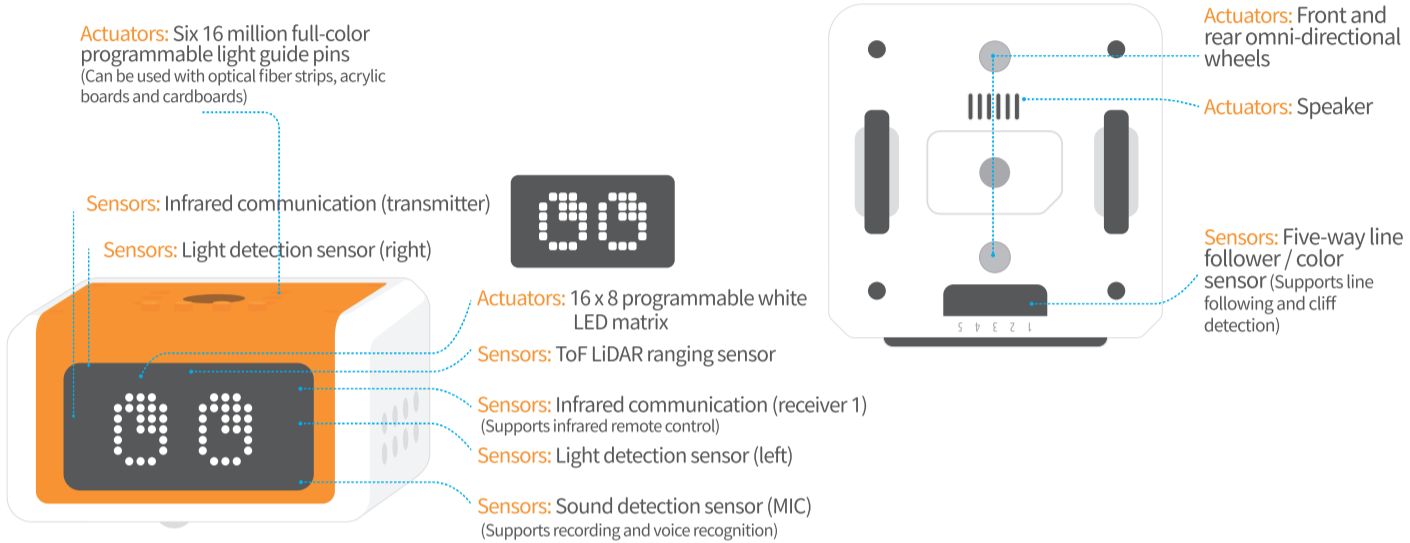 Actuators: Six 16 million full-color
programmable light guide pins
(Can be used with optical fiber strips, acrylic
boards and cardboards)
Sensors: Infrared communication (transmitter)
Sensors: Light detection sensor (right)
Actuators: 16 x 8 programmable white
LED matrix
Sensors: ToF LiDAR ranging sensor
Sensors: Infrared communication (receiver 1)
(Supports infrared remote control)
Sensors: Light detection sensor (left)
Sensors: Sound detection sensor (MIC)
(Supports recording and voice recognition)
Actuators: Front and
rear omni-directional
wheels
Actuators: Speaker
Sensors: Five-way line
follower / color
sensor (Supports line
following and cliff
detection)
5 4 3 2 1